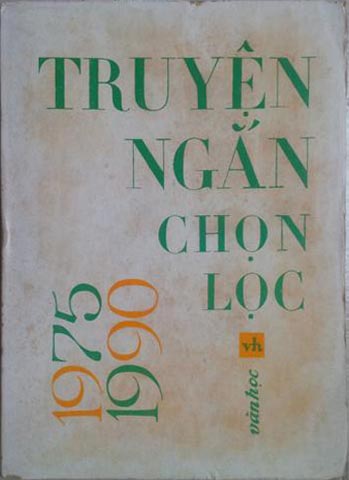 TRUYỆN
NGẮN
CHỌN
LỌC
1975
1990
vh
văn học